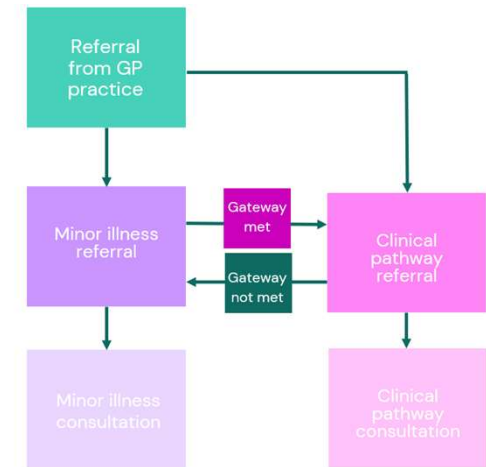 Referral
from GP
practice
Minor illness
referral
Gateway
met
Gateway
not met
Clinical
pathway
referral
Minor illness
consultation
Clinical
pathway
consultation